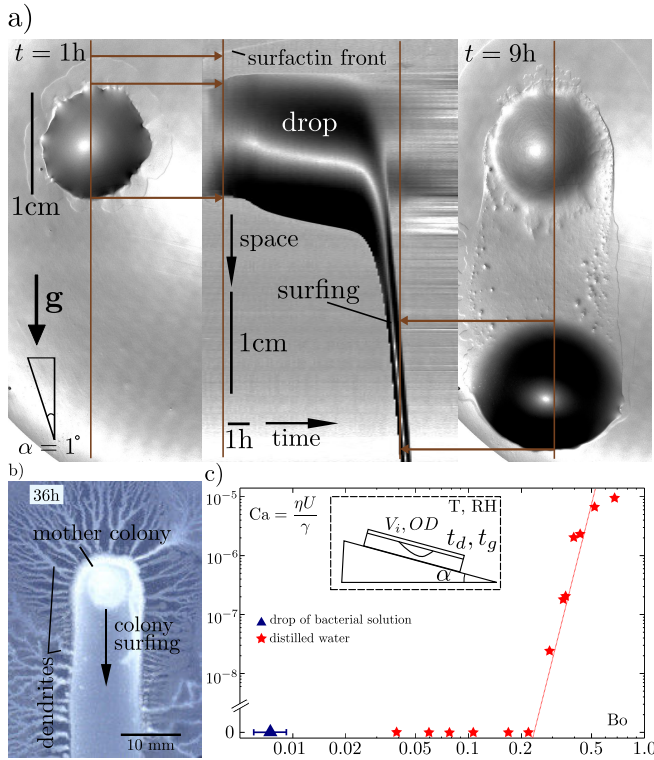 a)
t = 1h
surfactin front
t = 9h
drop
1cm
space
g
surfing
1cm
α = 1°
1h
time
b)
c)
36h
mother colony
colony
surfing
dendrites
10 mm
Ca = ηU/γ
T, RH
V_i, OD
t_d, t_g
α
drop of bacterial solution
distilled water
10⁻⁵
10⁻⁶
10⁻⁷
10⁻⁸
0
Bo
0.01 0.02 0.05 0.1 0.2 0.5 1.0